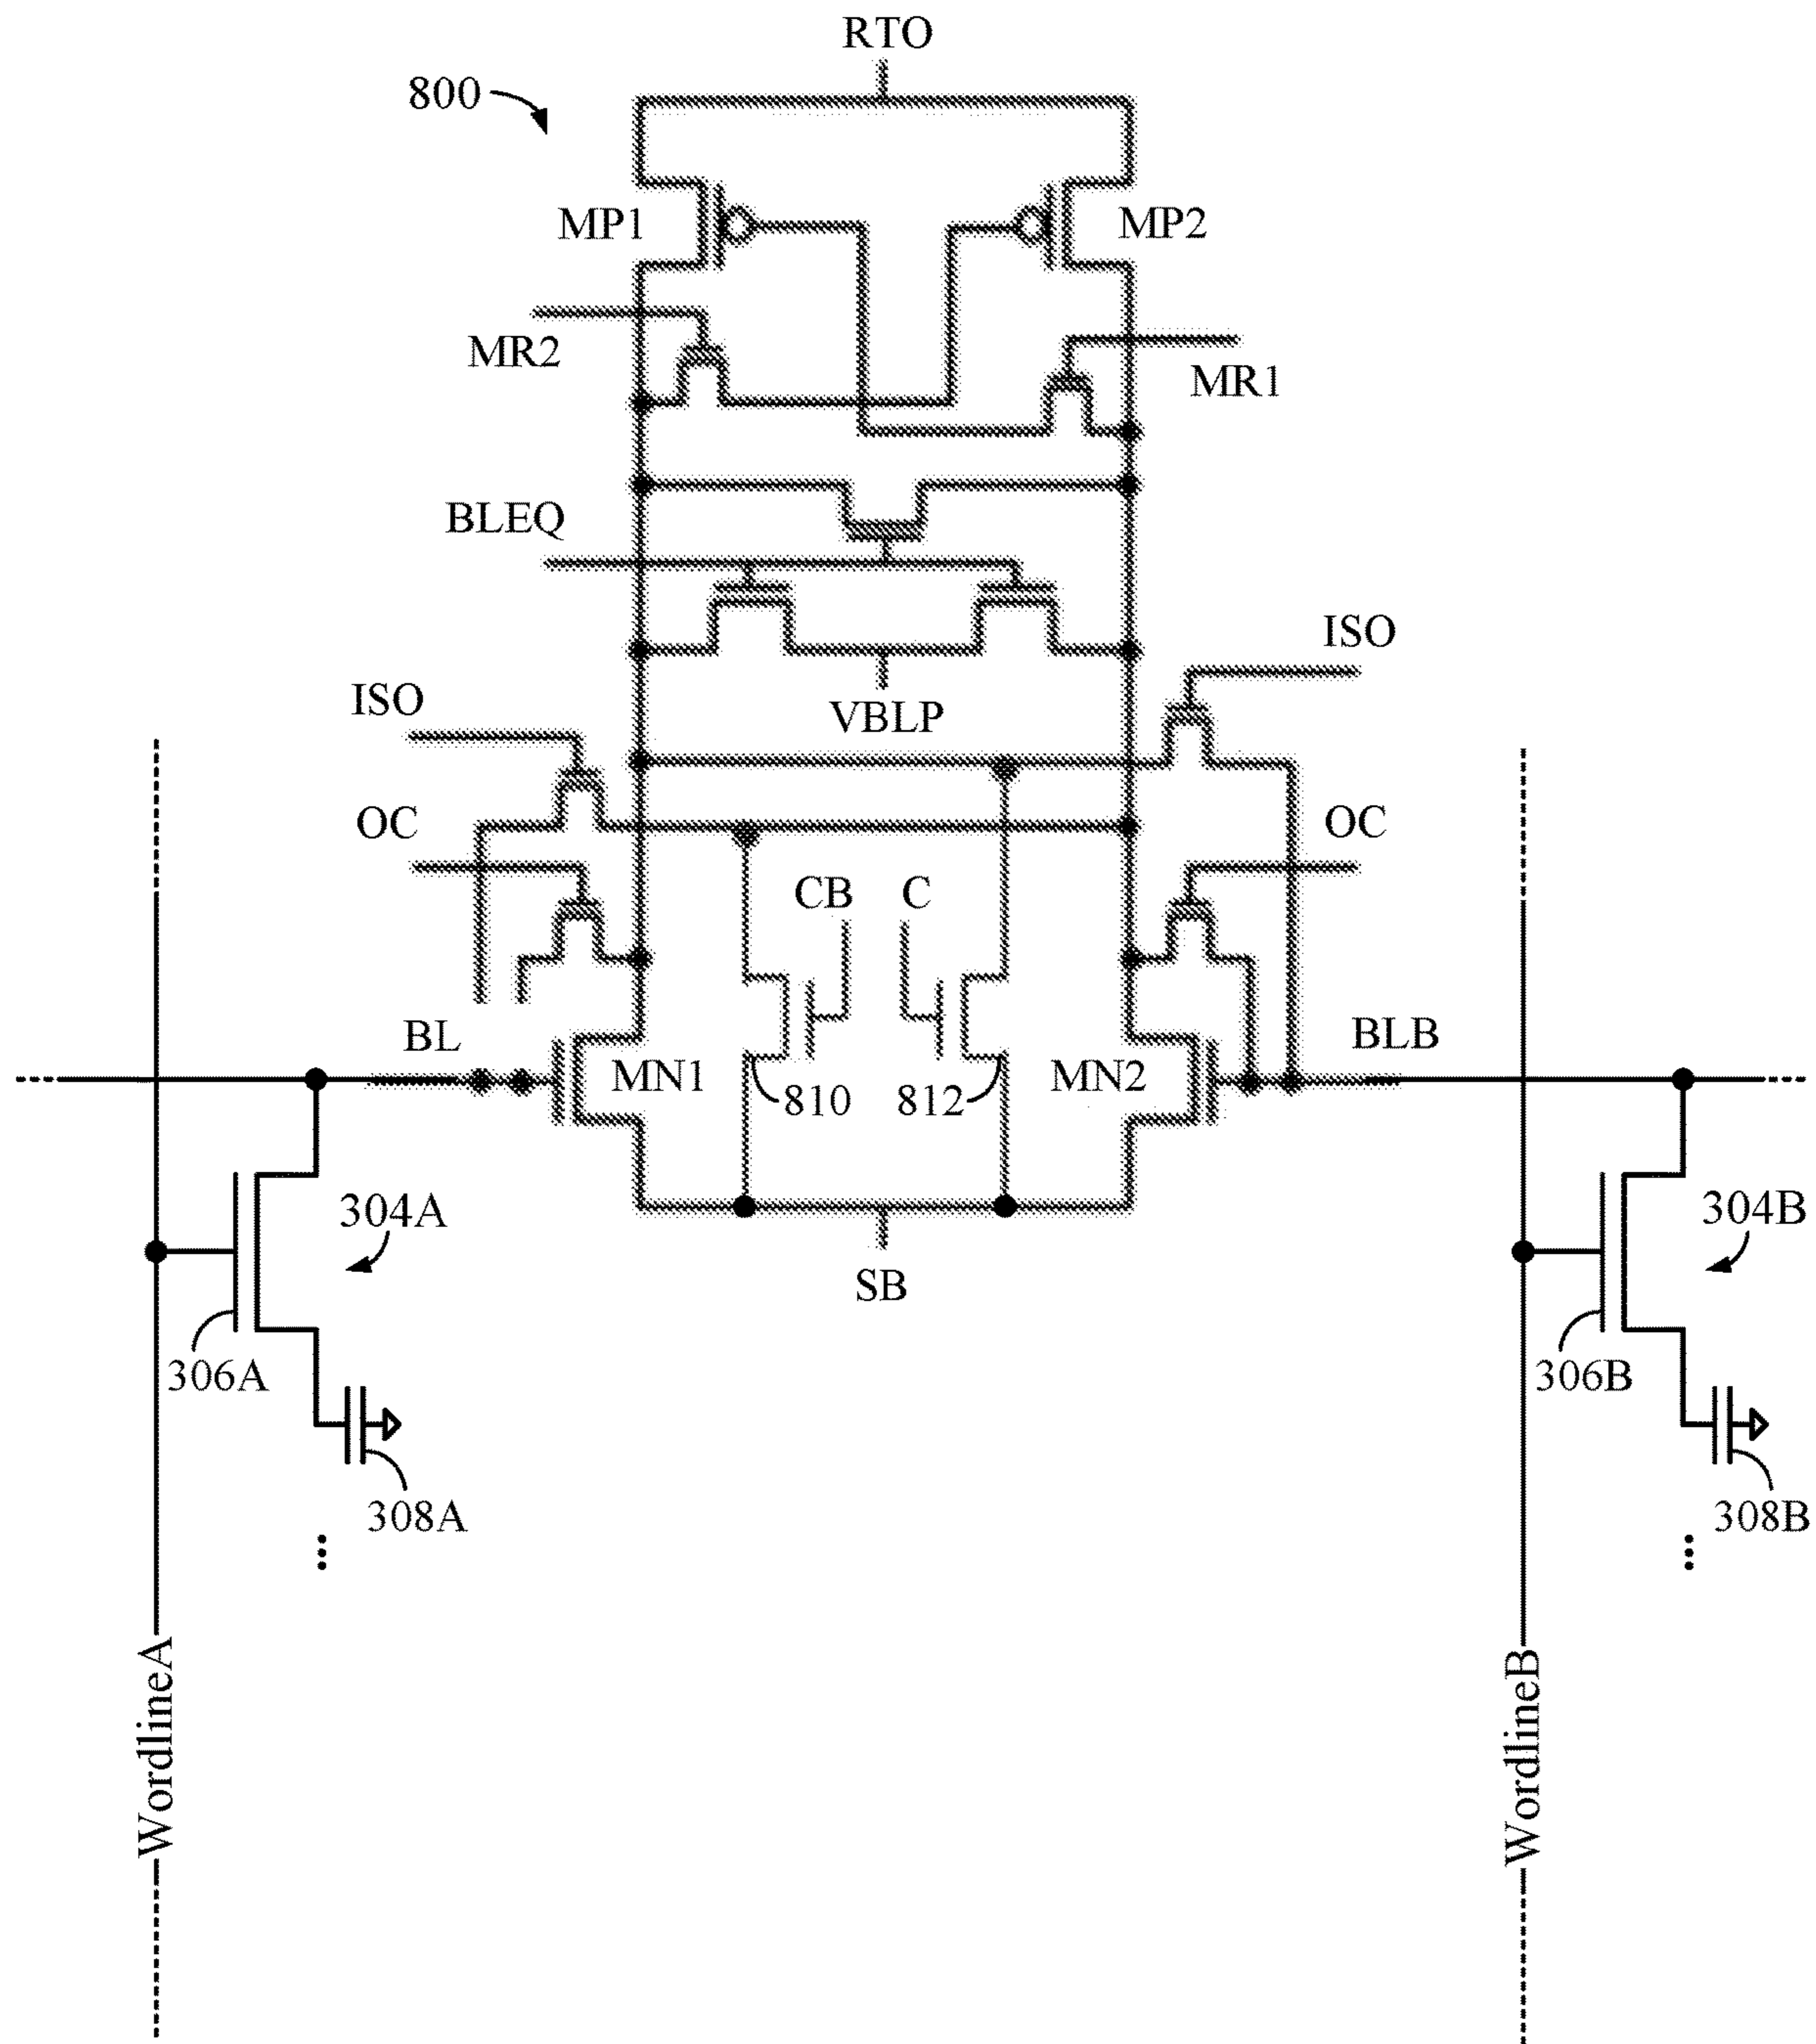 RTO
800
MP1
MP2
MR2
MR1
BLEQ
ISO
ISO
VBLP
OC
OC
CB
C
BL
BLB
MN1
810
812
MN2
304A
304B
SB
306A
306B
308A
308B
...
...
WordlineA
WordlineB